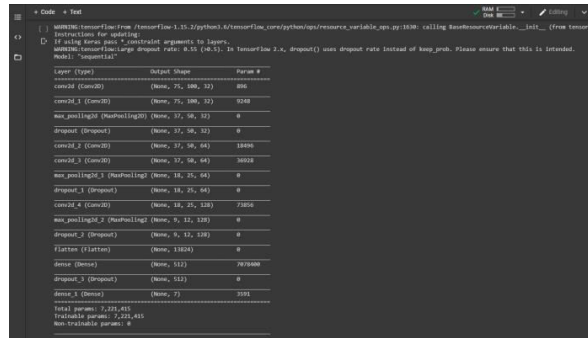 + Code + Text
RAM
Disk
Editing
[ ] WARNING:tensorflow:From /tensorflow-1.15.2/python3.6/tensorflow_core/python/ops/resource_variable_ops.py:1630: calling BaseResourceVariable.__init__ (from tensor
Instructions for updating:
If using Keras pass *_constraint arguments to layers.
WARNING:tensorflow:Large dropout rate: 0.55 (>0.5). In TensorFlow 2.x, dropout() uses dropout rate instead of keep_prob. Please ensure that this is intended.
Model: "sequential"
Layer (type) Output Shape Param #
conv2d (Conv2D) (None, 75, 100, 32) 896
conv2d_1 (Conv2D) (None, 75, 100, 32) 9248
max_pooling2d (MaxPooling2D) (None, 37, 50, 32) 0
dropout (Dropout) (None, 37, 50, 32) 0
conv2d_2 (Conv2D) (None, 37, 50, 64) 18496
conv2d_3 (Conv2D) (None, 37, 50, 64) 36928
max_pooling2d_1 (MaxPooling2 (None, 18, 25, 64) 0
dropout_1 (Dropout) (None, 18, 25, 64) 0
conv2d_4 (Conv2D) (None, 18, 25, 128) 73856
max_pooling2d_2 (MaxPooling2 (None, 9, 12, 128) 0
dropout_2 (Dropout) (None, 9, 12, 128) 0
flatten (Flatten) (None, 13824) 0
dense (Dense) (None, 512) 7078400
dropout_3 (Dropout) (None, 512) 0
dense_1 (Dense) (None, 7) 3591
Total params: 7,221,415
Trainable params: 7,221,415
Non-trainable params: 0